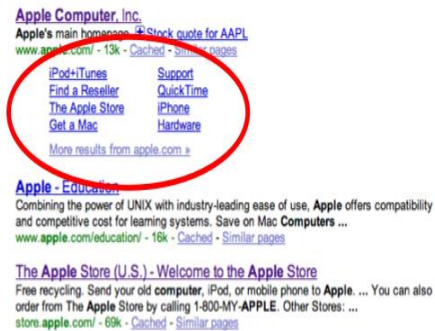 Apple Computer, Inc.
Apple's main homepage. Stock quote for AAPL
www.apple.com/ - 13k - Cached - Similar pages
iPod+iTunes Support
Find a Reseller QuickTime
The Apple Store iPhone
Get a Mac Hardware
More results from apple.com »
Apple - Education
Combining the power of UNIX with industry-leading ease of use, Apple offers compatibility
and competitive cost for learning systems. Save on Mac Computers ...
www.apple.com/education/ - 16k - Cached - Similar pages
The Apple Store (U.S.) - Welcome to the Apple Store
Free recycling. Send your old computer, iPod, or mobile phone to Apple. ... You can also
order from The Apple Store by calling 1-800-MY-APPLE. Other Stores: ...
store.apple.com/ - 69k - Cached - Similar pages